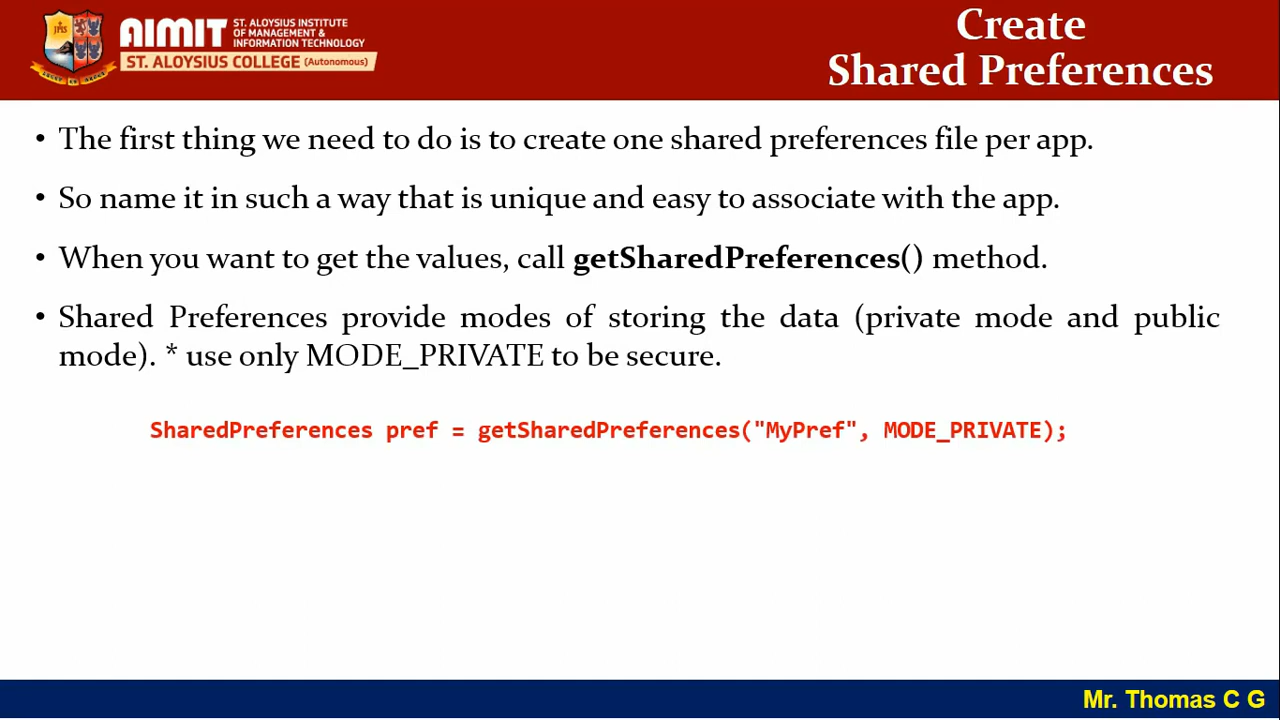 AIMIT
ST. ALOYSIUS INSTITUTE
OF MANAGEMENT &
INFORMATION TECHNOLOGY
ST. ALOYSIUS COLLEGE (Autonomous)
Create
Shared Preferences
• The first thing we need to do is to create one shared preferences file per app.
• So name it in such a way that is unique and easy to associate with the app.
• When you want to get the values, call getSharedPreferences() method.
• Shared Preferences provide modes of storing the data (private mode and public
mode). * use only MODE_PRIVATE to be secure.
SharedPreferences pref = getSharedPreferences("MyPref", MODE_PRIVATE);
Mr. Thomas C G